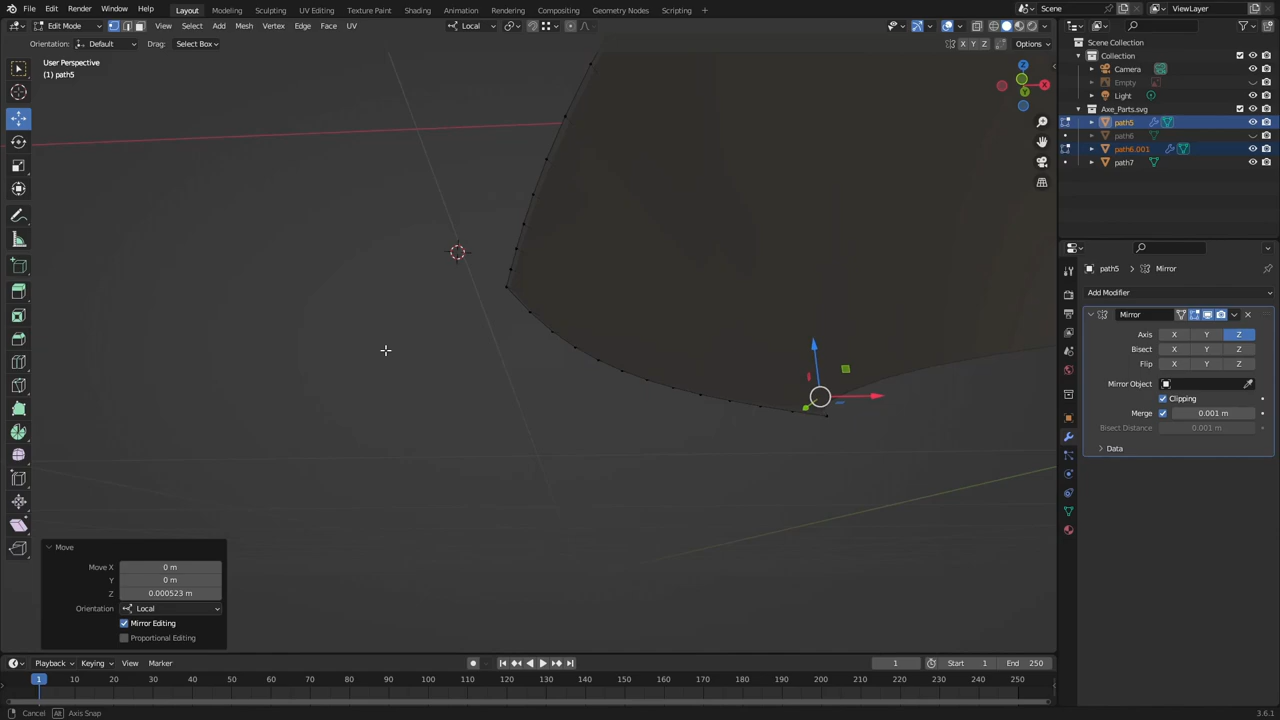 File Edit Render Window Help Layout Modeling Sculpting UV Editing Texture Paint Shading Animation Rendering Compositing Geometry Nodes Scripting Scene ViewLayer
Edit Mode View Select Add Mesh Vertex Edge Face UV Local
Orientation: Default Drag: Select Box X Y Z Options
User Perspective
(1) path5
Scene Collection
Collection
Camera
Empty
Light
Axe_Parts.svg
path5
path6
path6.001
path7
path5 Mirror
Add Modifier
Mirror
Axis X Y Z
Bisect X Y Z
Flip X Y Z
Mirror Object
Clipping
Merge 0.001 m
Bisect Distance 0.001 m
Data
Move
Move X 0 m
Y 0 m
Z 0.000523 m
Orientation Local
Mirror Editing
Proportional Editing
Playback Keying View Marker 1 Start 1 End 250
1 10 20 30 40 50 60 70 80 90 100 110 120 130 140 150 160 170 180 190 200 210 220 230 240 250
Cancel Alt Axis Snap 3.6.1